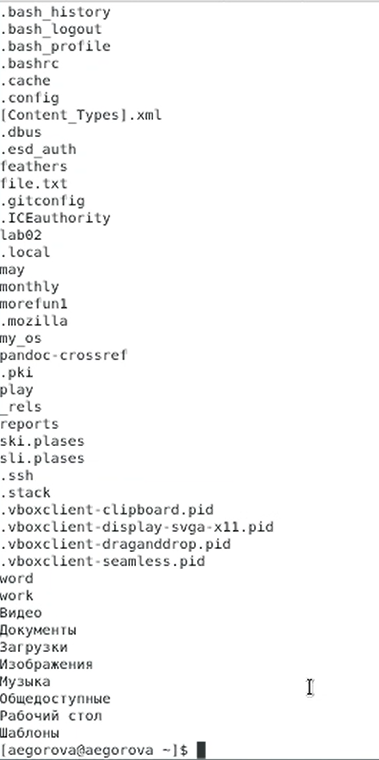 .bash_history
.bash_logout
.bash_profile
.bashrc
.cache
.config
[Content_Types].xml
.dbus
.esd_auth
feathers
file.txt
.gitconfig
.ICEauthority
lab02
.local
may
monthly
morefun1
.mozilla
my_os
pandoc-crossref
.pki
play
_rels
reports
ski.plases
sli.plases
.ssh
.stack
.vboxclient-clipboard.pid
.vboxclient-display-svga-x11.pid
.vboxclient-draganddrop.pid
.vboxclient-seamless.pid
word
work
Видео
Документы
Загрузки
Изображения
Музыка
Общедоступные
Рабочий стол
Шаблоны
[aegorova@aegorova ~]$